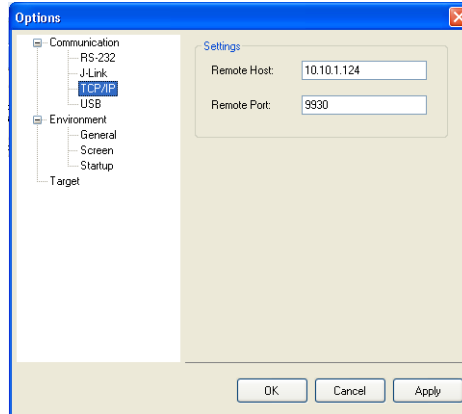 Options
Communication
RS-232
J-Link
TCP/IP
USB
Environment
General
Screen
Startup
Target
Settings
Remote Host: 10.10.1.124
Remote Port: 9930
OK Cancel Apply